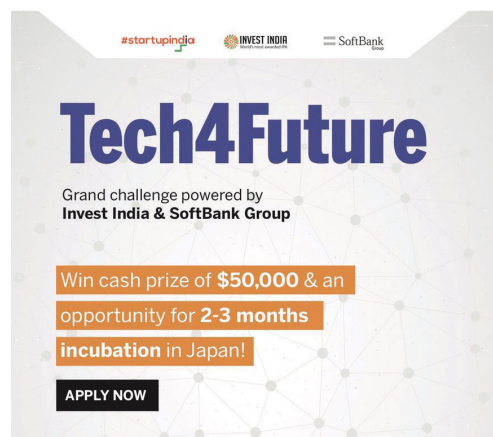 #startupindia
INVEST INDIA
World's most awarded IPA
SoftBank
Group
Tech4Future
Grand challenge powered by
Invest India & SoftBank Group
Win cash prize of $50,000 & an
opportunity for 2-3 months
incubation in Japan!
APPLY NOW